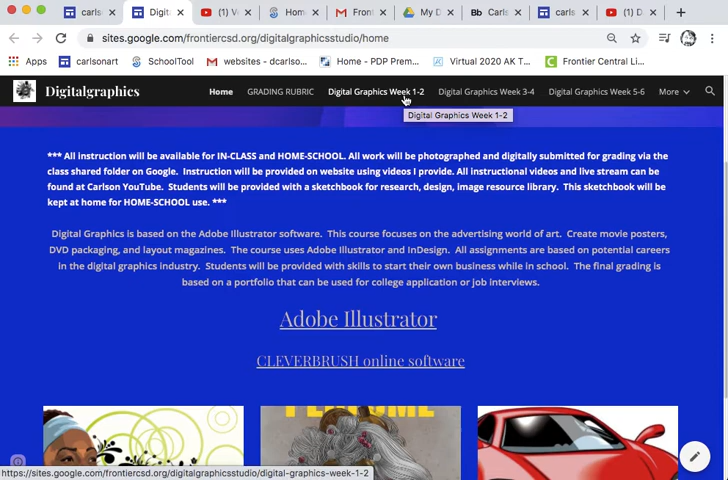 carls
Digit
V
Home
Front
My D
Bb Carls
carls
D
sites.google.com/frontiercsd.org/digitalgraphicsstudio/home
Apps carlsonart SchoolTool websites - dcarlso... Home - PDP Prem... Virtual 2020 AK T... Frontier Central Li...
Digitalgraphics Home GRADING RUBRIC Digital Graphics Week 1-2 Digital Graphics Week 3-4 Digital Graphics Week 5-6 More
Digital Graphics Week 1-2
*** All instruction will be available for IN-CLASS and HOME-SCHOOL. All work will be photographed and digitally submitted for grading via the
class shared folder on Google. Instruction will be provided on website using videos I provide. All instructional videos and live stream can be
found at Carlson YouTube. Students will be provided with a sketchbook for research, design, image resource library. This sketchbook will be
kept at home for HOME-SCHOOL use. ***
Digital Graphics is based on the Adobe Illustrator software. This course focuses on the advertising world of art. Create movie posters,
DVD packaging, and layout magazines. The course uses Adobe Illustrator and InDesign. All assignments are based on potential careers
in the digital graphics industry. Students will be provided with skills to start their own business while in school. The final grading is
based on a portfolio that can be used for college application or job interviews.
Adobe Illustrator
CLEVERBRUSH online software
https://sites.google.com/frontiercsd.org/digitalgraphicsstudio/digital-graphics-week-1-2